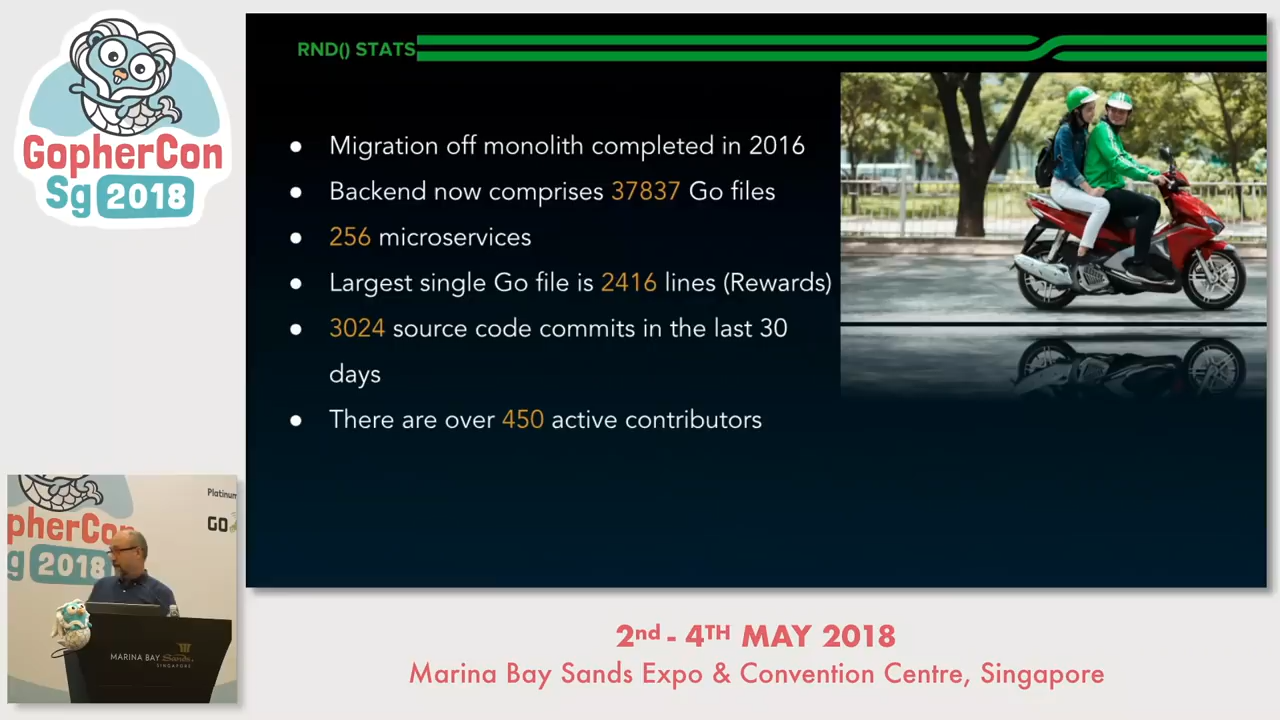 GopherCon
Sg 2018
RND() STATS
● Migration off monolith completed in 2016
● Backend now comprises 37837 Go files
● 256 microservices
● Largest single Go file is 2416 lines (Rewards)
● 3024 source code commits in the last 30
days
● There are over 450 active contributors
Platinum
GO
pherCon
g 2018
MARINA BAY Sands
SINGAPORE
2nd - 4TH MAY 2018
Marina Bay Sands Expo & Convention Centre, Singapore